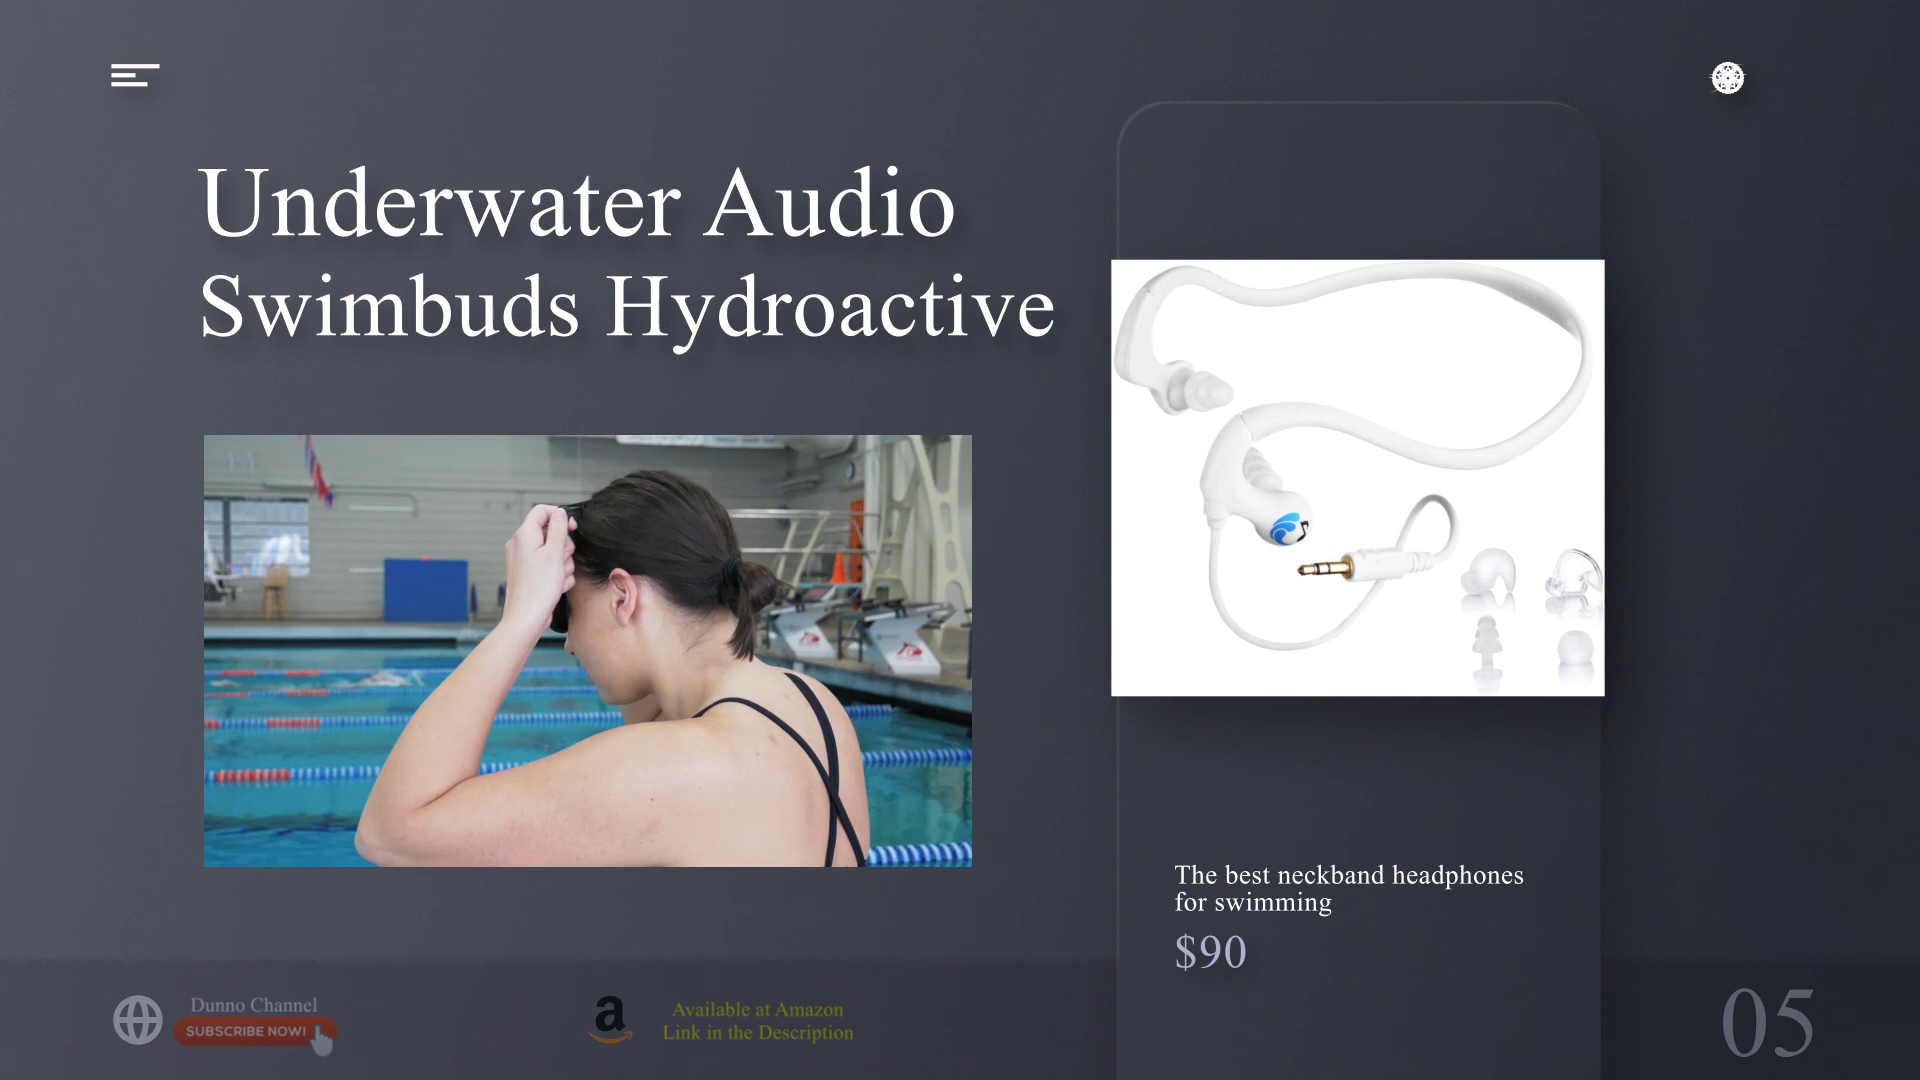 Underwater Audio
Swimbuds Hydroactive
The best neckband headphones
for swimming
$90
Dunno Channel
SUBSCRIBE NOW!
a
Available at Amazon
Link in the Description
05